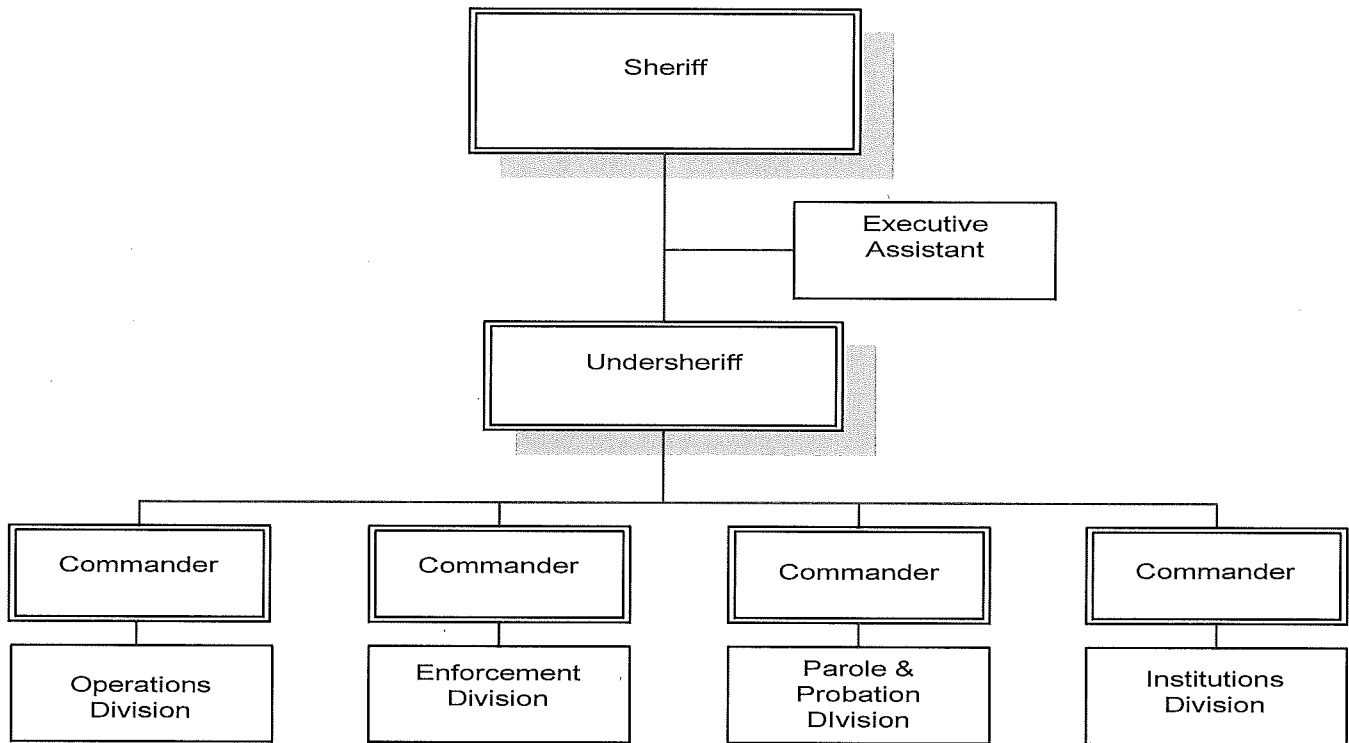 Sheriff
Executive
Assistant
Undersheriff
Commander
Commander
Commander
Commander
Operations
Division
Enforcement
Division
Parole &
Probation
DIvision
Institutions
Division